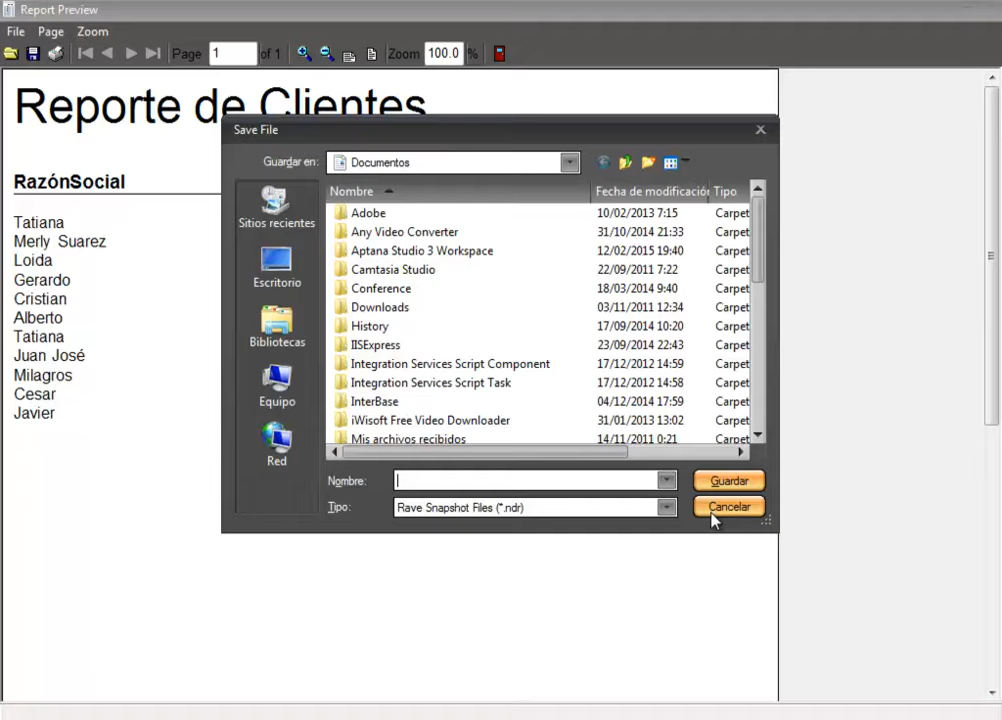 Report Preview
File Page Zoom
Page 1 of 1 Zoom 100.0 %
Reporte de Clientes
RazónSocial
Tatiana
Merly Suarez
Loida
Gerardo
Cristian
Alberto
Tatiana
Juan José
Milagros
Cesar
Javier
Save File
Guardar en: Documentos
Sitios recientes
Escritorio
Bibliotecas
Equipo
Red
Nombre Fecha de modificación Tipo
Adobe 10/02/2013 7:15 Carpet
Any Video Converter 31/10/2014 21:33 Carpet
Aptana Studio 3 Workspace 12/02/2015 19:40 Carpet
Camtasia Studio 22/09/2011 7:22 Carpet
Conference 18/03/2014 9:40 Carpet
Downloads 03/11/2011 12:34 Carpet
History 17/09/2014 10:20 Carpet
IISExpress 23/09/2014 22:43 Carpet
Integration Services Script Component 17/12/2012 14:59 Carpet
Integration Services Script Task 17/12/2012 14:58 Carpet
InterBase 04/12/2014 17:59 Carpet
iWisoft Free Video Downloader 31/01/2013 13:02 Carpet
Mis archivos recibidos 14/11/2011 0:21 Carpet
Nombre: Guardar
Tipo: Rave Snapshot Files (*.ndr) Cancelar